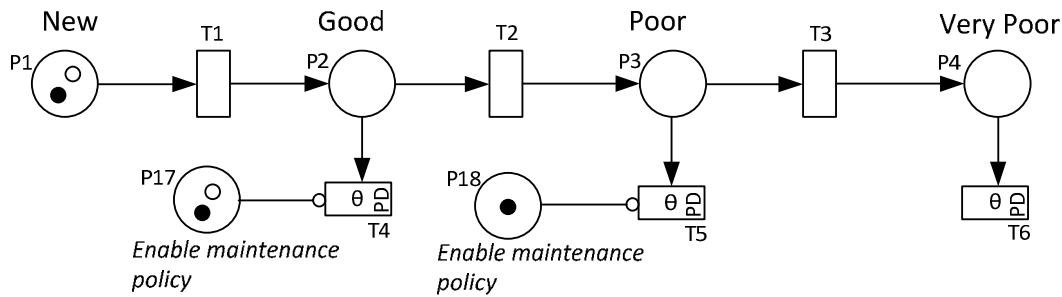 New Good Poor Very Poor
T1 T2 T3
P1 P2 P3 P4
P17 P18
θ PD θ PD θ PD
T4 T5 T6
Enable maintenance
policy
Enable maintenance
policy